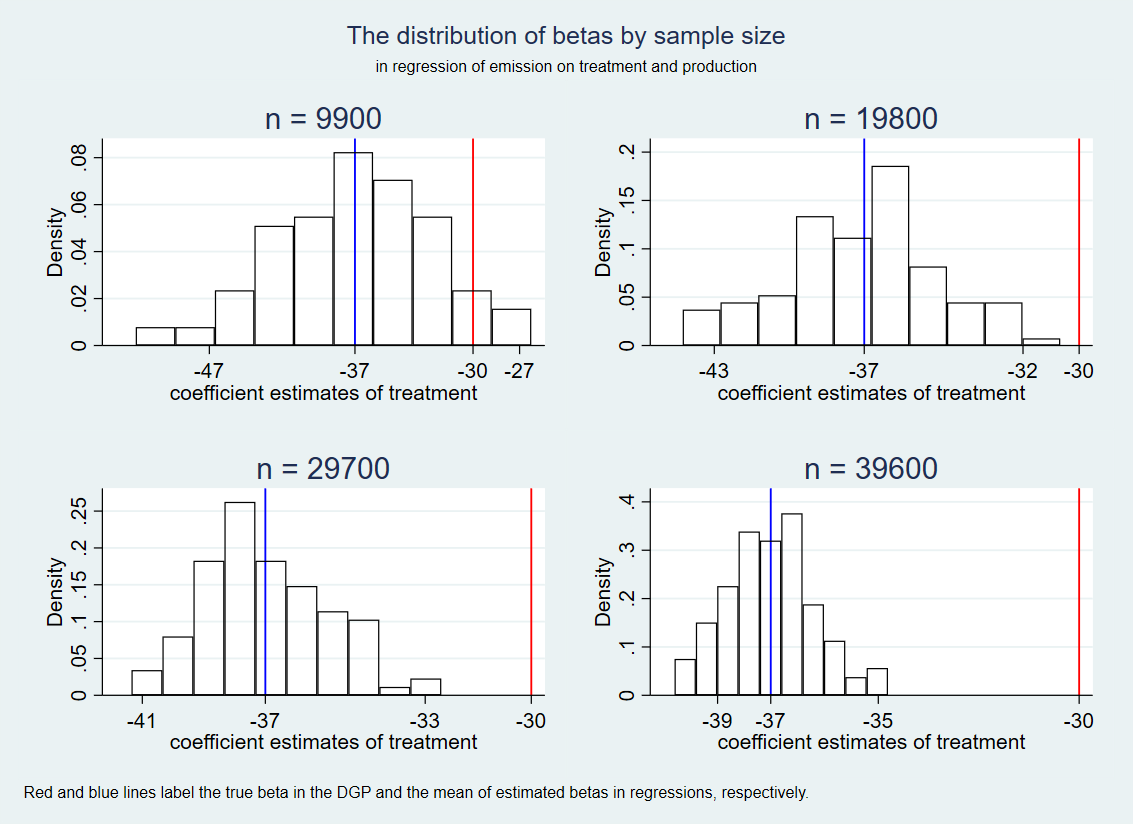 The distribution of betas by sample size
in regression of emission on treatment and production
n = 9900
Density
0 .02 .04 .06 .08
-47 -37 -30 -27
coefficient estimates of treatment
n = 19800
Density
0 .05 .1 .15 .2
-43 -37 -32 -30
coefficient estimates of treatment
n = 29700
Density
0 .05 .1 .15 .2 .25
-41 -37 -33 -30
coefficient estimates of treatment
n = 39600
Density
0 .1 .2 .3 .4
-39 -37 -35 -30
coefficient estimates of treatment
Red and blue lines label the true beta in the DGP and the mean of estimated betas in regressions, respectively.